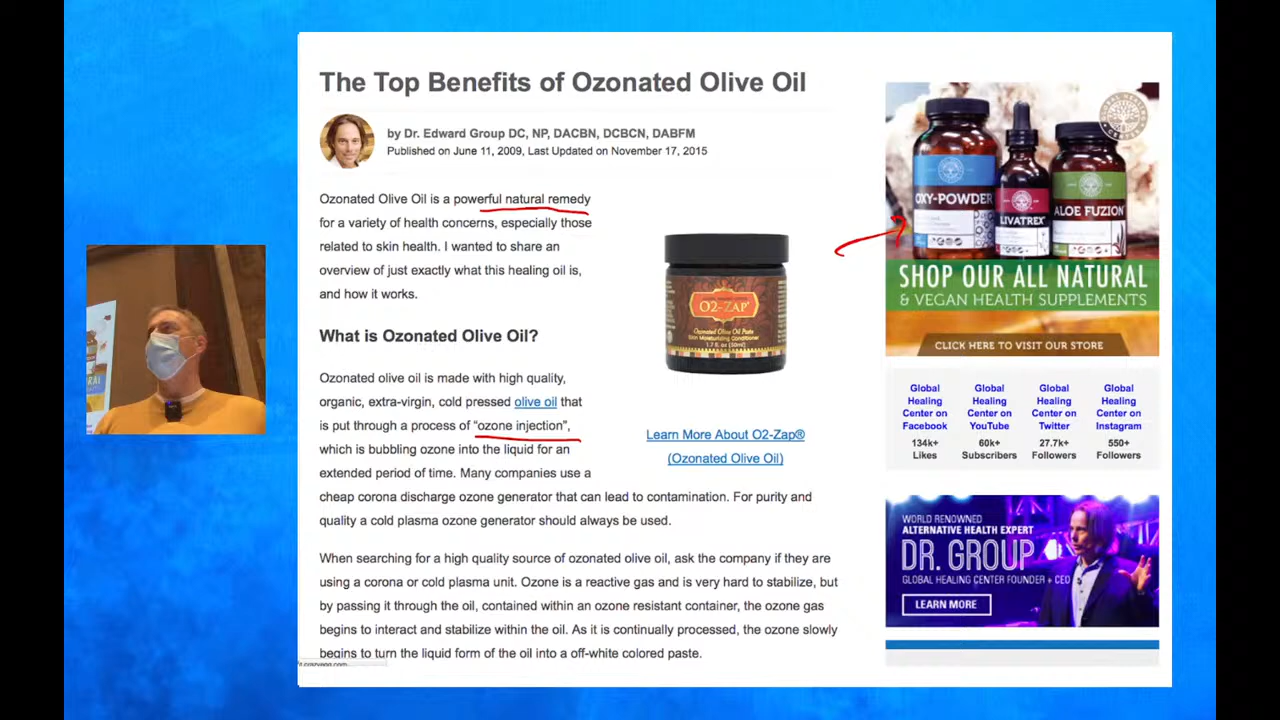 The Top Benefits of Ozonated Olive Oil
by Dr. Edward Group DC, NP, DACBN, DCBCN, DABFM
Published on June 11, 2009, Last Updated on November 17, 2015
Ozonated Olive Oil is a powerful natural remedy
for a variety of health concerns, especially those
related to skin health. I wanted to share an
overview of just exactly what this healing oil is,
and how it works.
What is Ozonated Olive Oil?
Ozonated olive oil is made with high quality,
organic, extra-virgin, cold pressed olive oil that
is put through a process of "ozone injection",
which is bubbling ozone into the liquid for an
extended period of time. Many companies use a
cheap corona discharge ozone generator that can lead to contamination. For purity and
quality a cold plasma ozone generator should always be used.
When searching for a high quality source of ozonated olive oil, ask the company if they are
using a corona or cold plasma unit. Ozone is a reactive gas and is very hard to stabilize, but
by passing it through the oil, contained within an ozone resistant container, the ozone gas
begins to interact and stabilize within the oil. As it is continually processed, the ozone slowly
begins to turn the liquid form of the oil into a off-white colored paste.
O2-ZAP
Ozonated Olive Oil Paste
Skin Moisturizing Conditioner
1.7 fl. oz (50ml)
Learn More About O2-Zap®
(Ozonated Olive Oil)
OXY-POWDER
LIVATREX
ALOE FUZION
SHOP OUR ALL NATURAL
& VEGAN HEALTH SUPPLEMENTS
CLICK HERE TO VISIT OUR STORE
Global Healing Center on Facebook
134k+ Likes
Global Healing Center on YouTube
60k+ Subscribers
Global Healing Center on Twitter
27.7k+ Followers
Global Healing Center on Instagram
550+ Followers
WORLD RENOWNED
ALTERNATIVE HEALTH EXPERT
DR. GROUP
GLOBAL HEALING CENTER FOUNDER + CEO
LEARN MORE